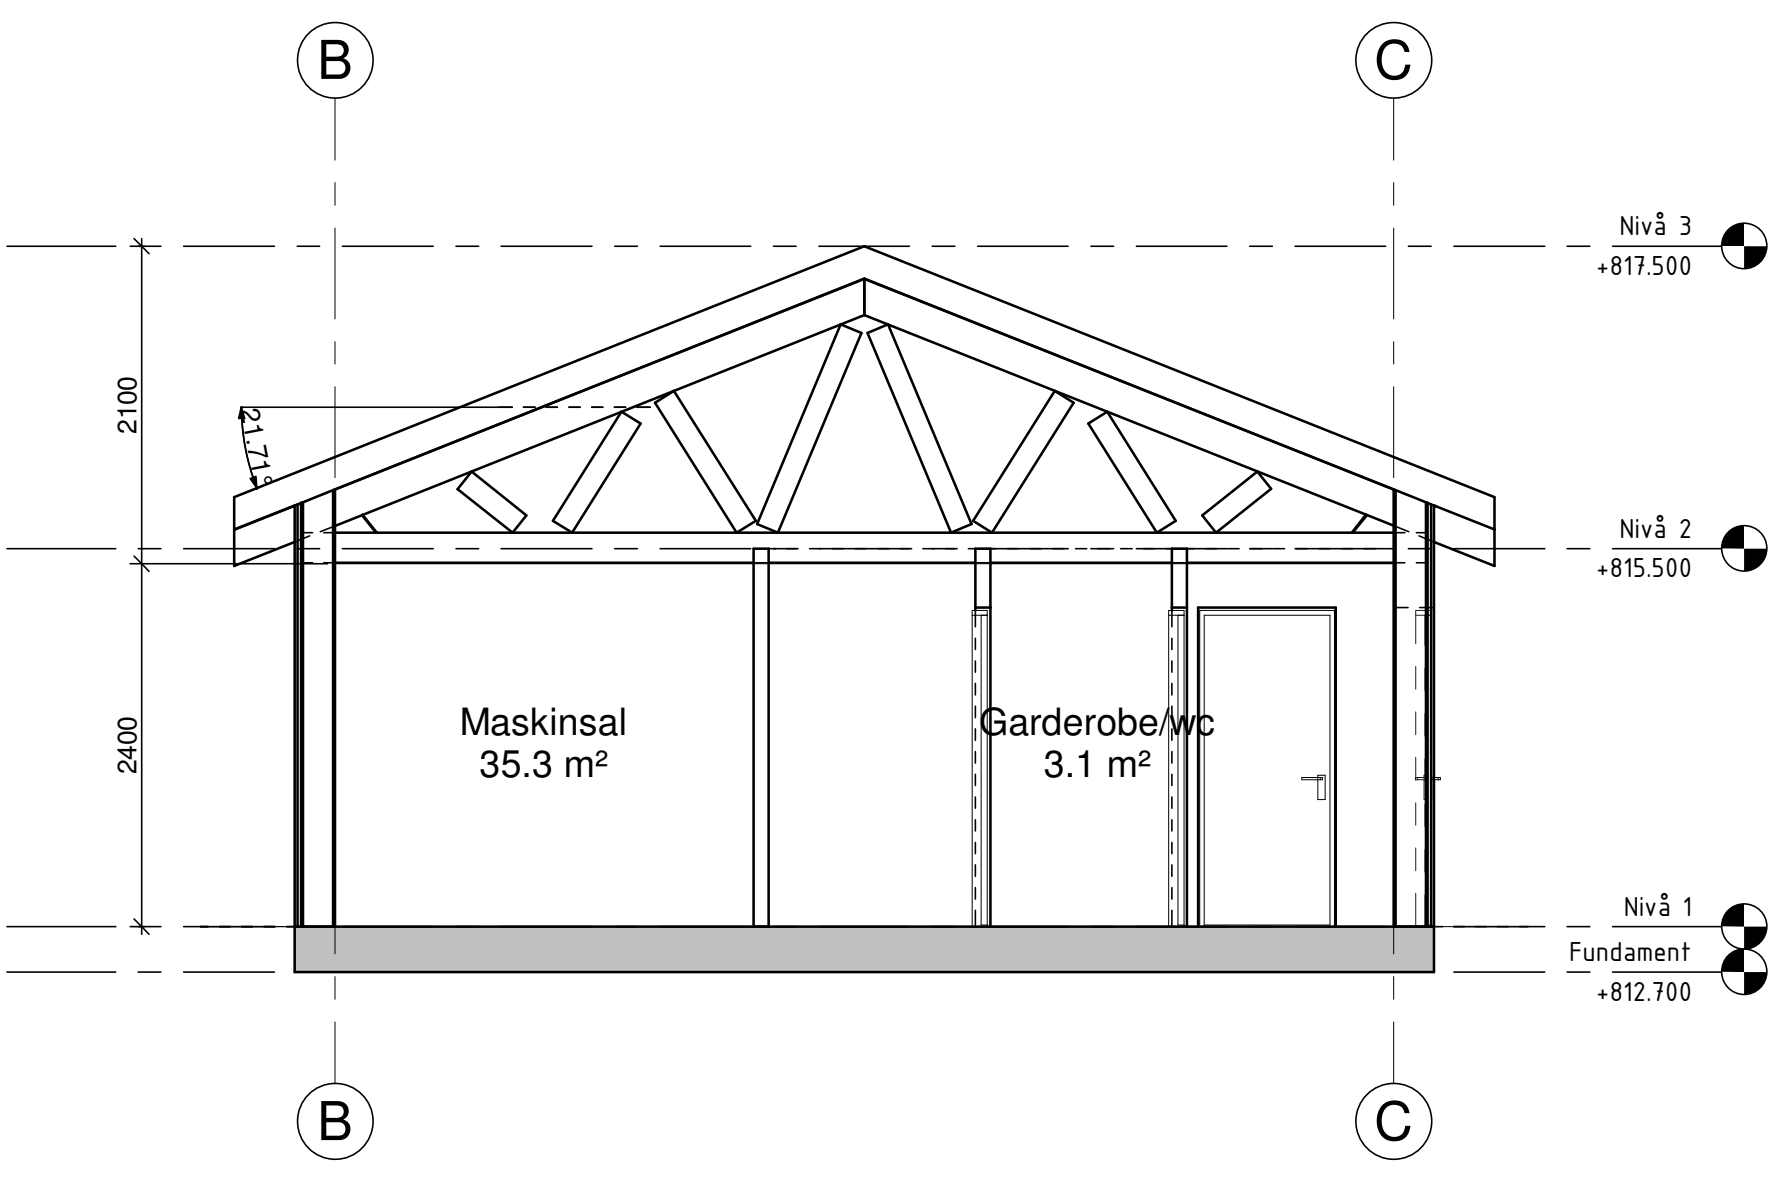 B
C
Nivå 3
+817.500
2100
21.71°
Nivå 2
+815.500
2400
Maskinsal
35.3 m²
Garderobe/wc
3.1 m²
Nivå 1
Fundament
+812.700
B
C